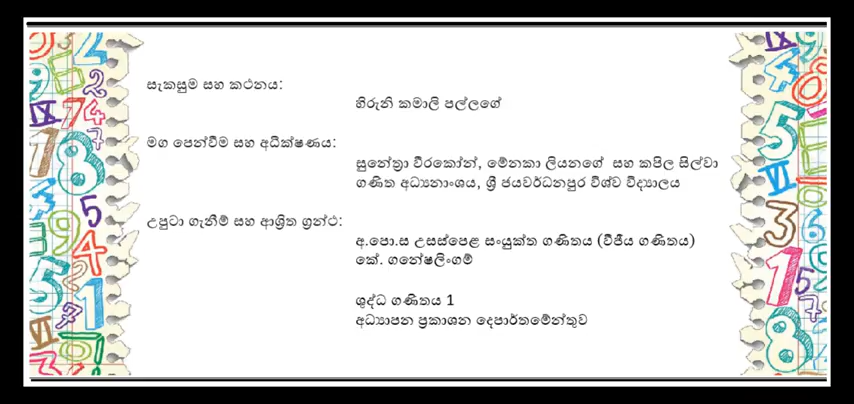 සැකසුම සහ කථනය:
හිරුනි කමාලි පල්ලගේ
මග පෙන්වීම සහ අධීක්ෂණය:
සුනේත්‍රා වීරකෝන්, මේනකා ලියනගේ සහ කපිල සිල්වා
ගණිත අධ්‍යනාංශය, ශ්‍රී ජයවර්ධනපුර විශ්ව විද්‍යාලය
උපුටා ගැනීම් සහ ආශ්‍රිත ග්‍රන්ථ:
අ.පො.ස උසස්පෙළ සංයුක්ත ගණිතය (වීජීය ගණිතය)
කේ. ගනේෂලිංගම්
ශුද්ධ ගණිතය 1
අධ්‍යාපන ප්‍රකාශන දෙපාර්තමේන්තුව